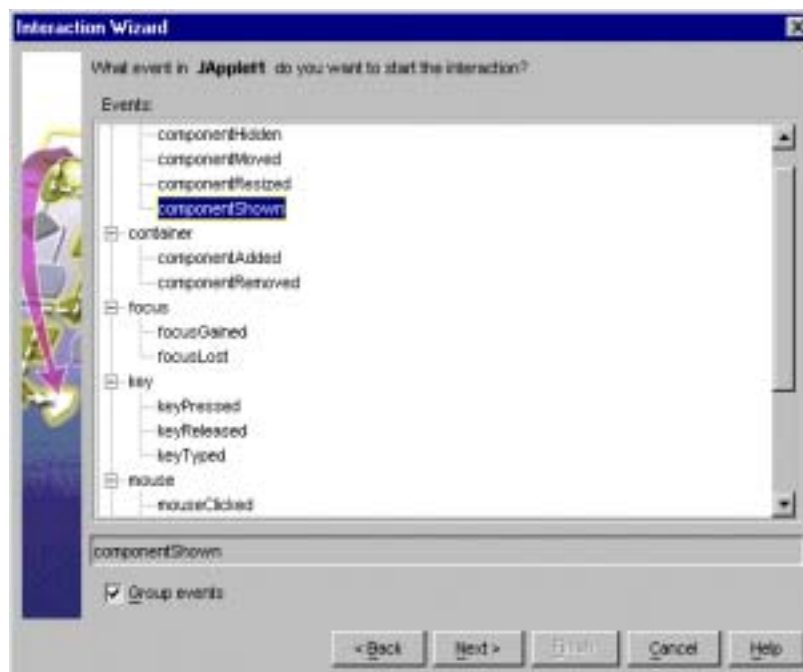 Interaction Wizard
What event in JApplet1 do you want to start the interaction?
Events:
componentHidden
componentMoved
componentResized
componentShown
container
componentAdded
componentRemoved
focus
focusGained
focusLost
key
keyPressed
keyReleased
keyTyped
mouse
mouseClicked
componentShown
Group events
< Back Next > Finish Cancel Help